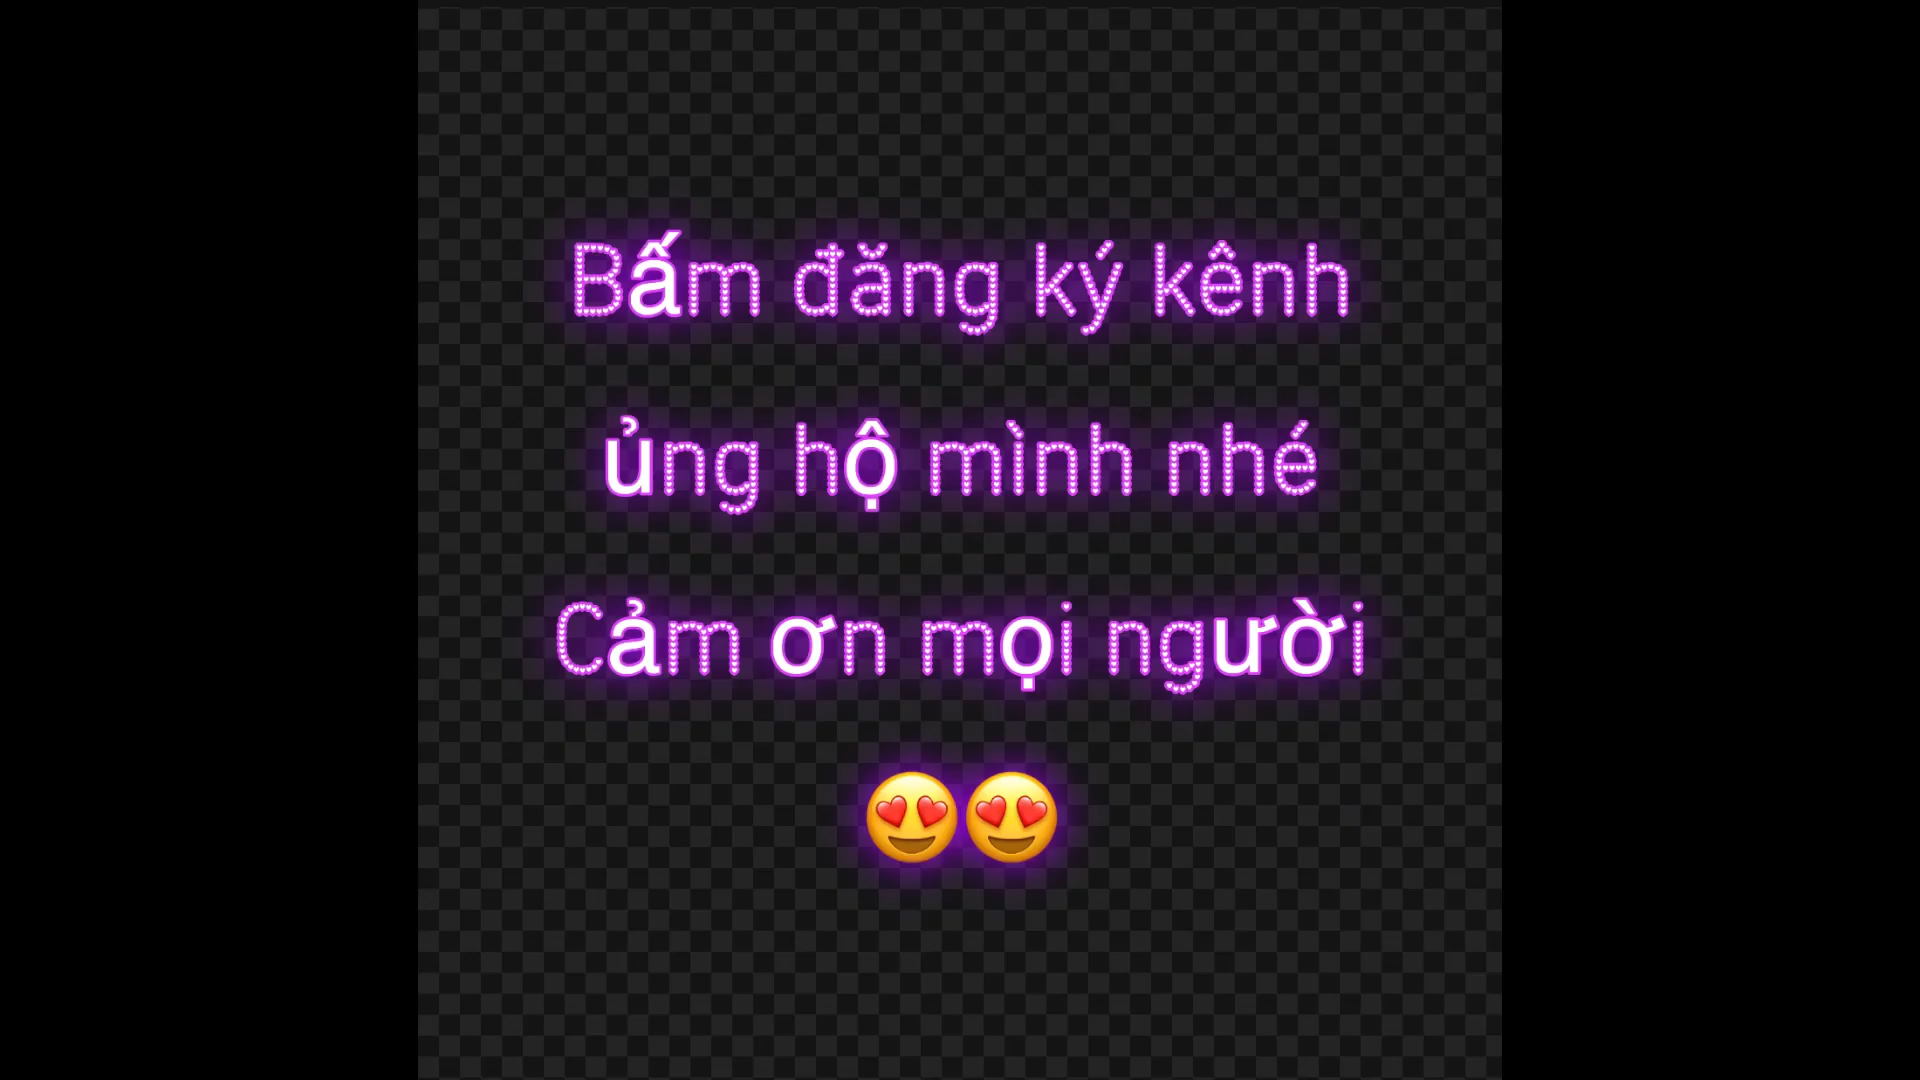 Bấm đăng ký kênh
ủng hộ mình nhé
Cảm ơn mọi người
😍😍